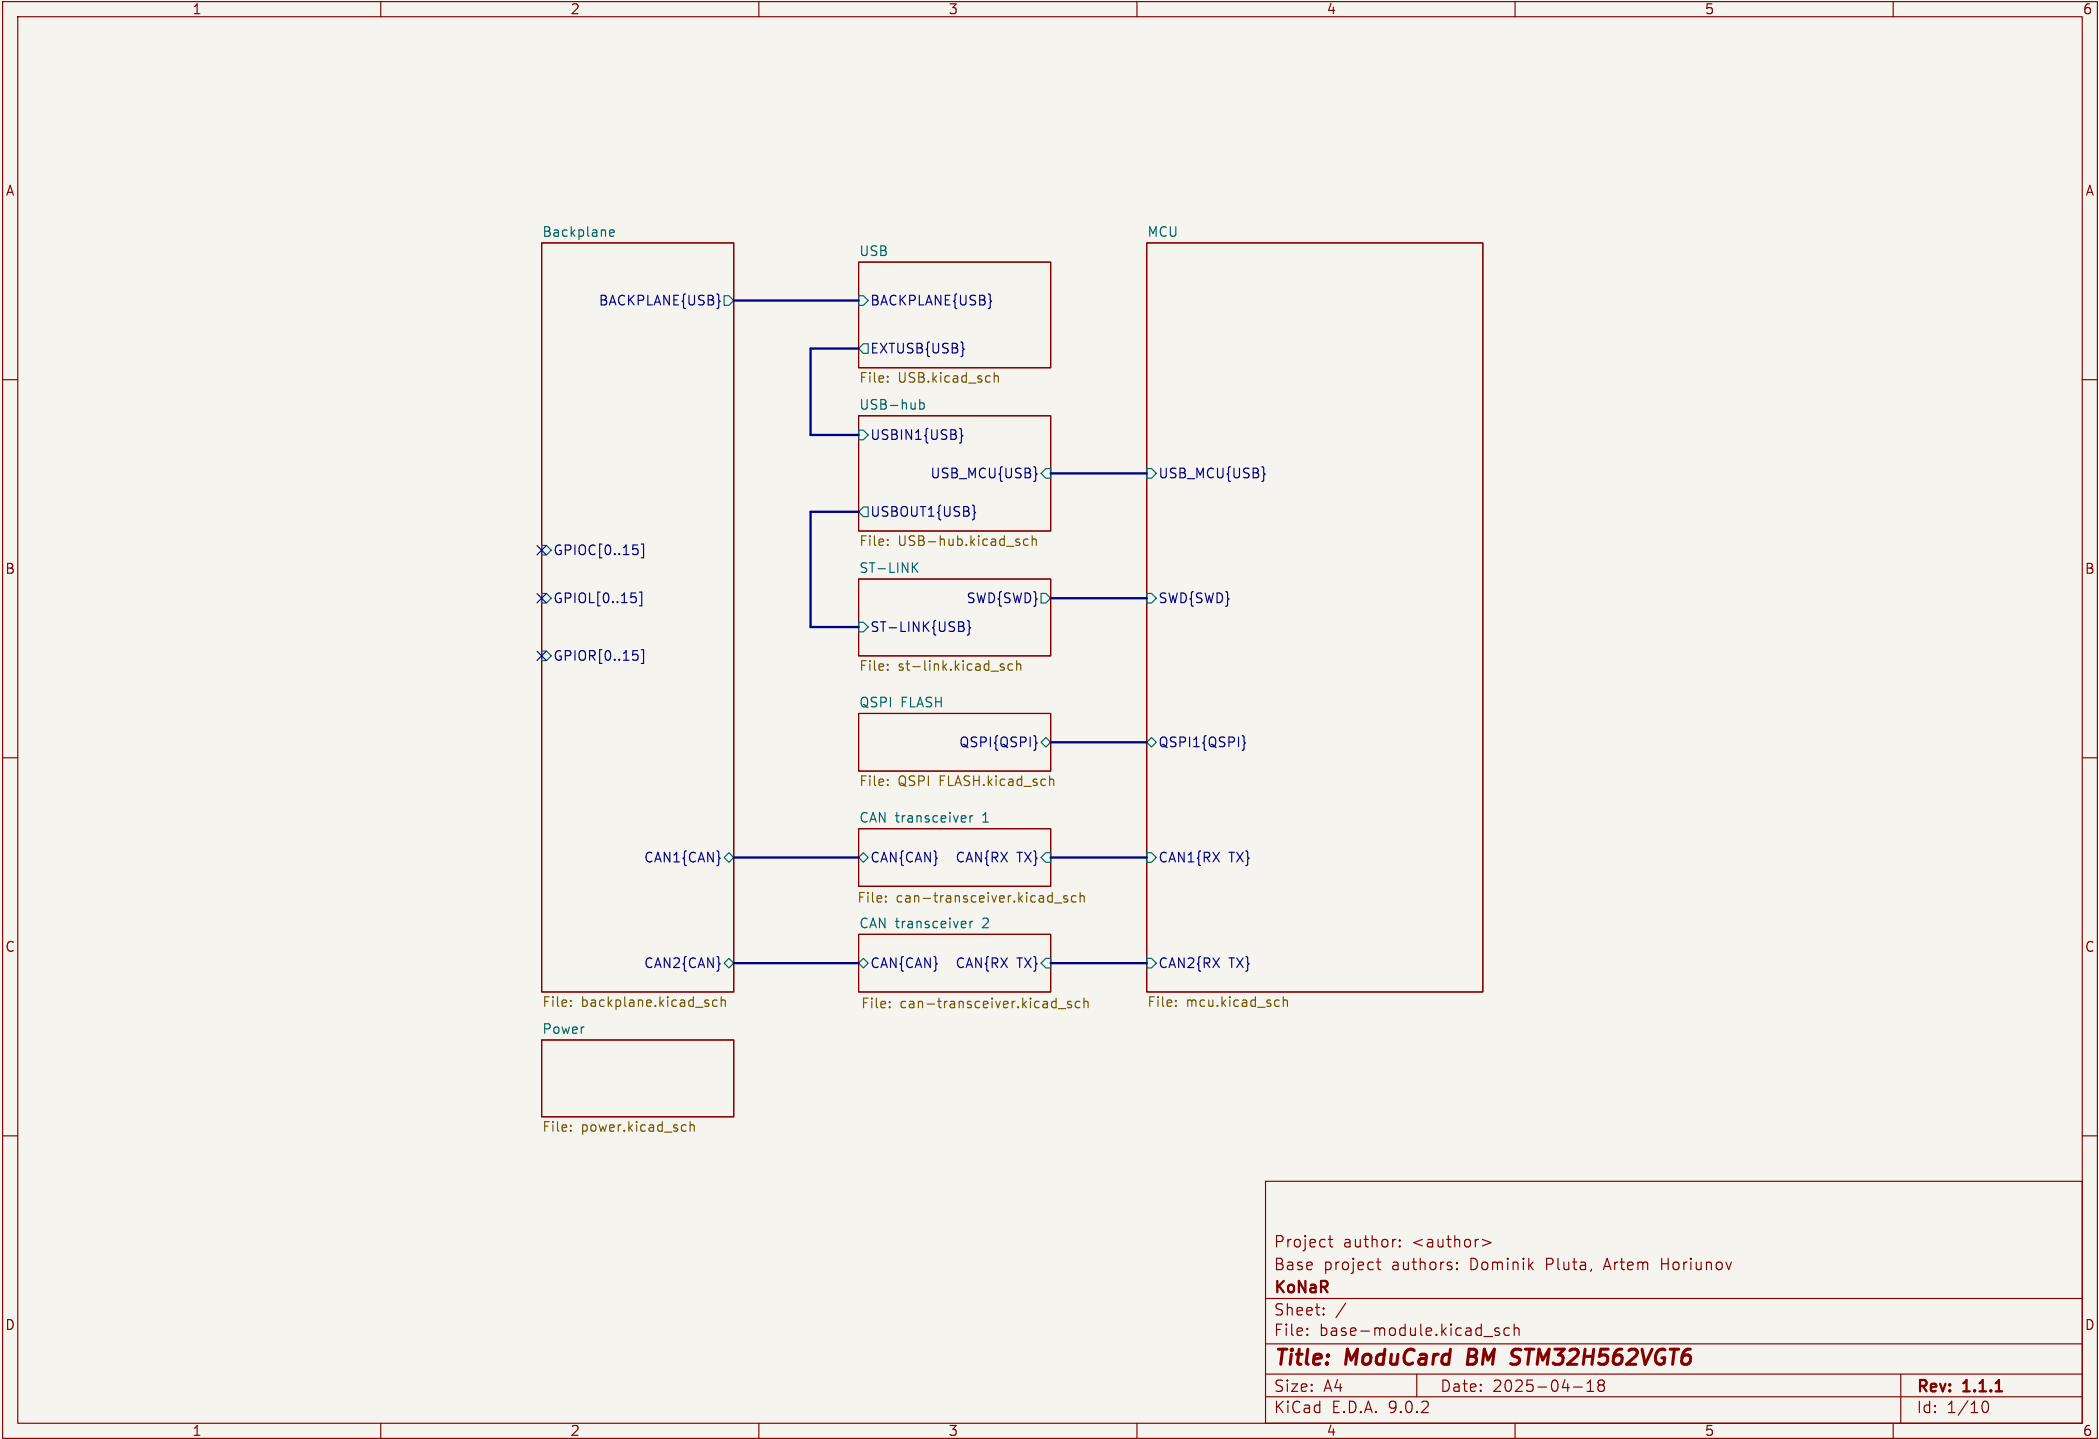 1 2 3 4 5 6
A A
Backplane
BACKPLANE{USB}
GPIOC[0..15]
GPIOL[0..15]
GPIOR[0..15]
CAN1{CAN}
CAN2{CAN}
File: backplane.kicad_sch
Power
File: power.kicad_sch
USB
BACKPLANE{USB}
EXTUSB{USB}
File: USB.kicad_sch
USB-hub
USBIN1{USB}
USB_MCU{USB}
USBOUT1{USB}
File: USB-hub.kicad_sch
ST-LINK
SWD{SWD}
ST-LINK{USB}
File: st-link.kicad_sch
QSPI FLASH
QSPI{QSPI}
File: QSPI FLASH.kicad_sch
CAN transceiver 1
CAN{CAN} CAN{RX TX}
File: can-transceiver.kicad_sch
CAN transceiver 2
CAN{CAN} CAN{RX TX}
File: can-transceiver.kicad_sch
MCU
USB_MCU{USB}
SWD{SWD}
QSPI1{QSPI}
CAN1{RX TX}
CAN2{RX TX}
File: mcu.kicad_sch
B B
C C
D D
Project author: <author>
Base project authors: Dominik Pluta, Artem Horiunov
KoNaR
Sheet: /
File: base-module.kicad_sch
Title: ModuCard BM STM32H562VGT6
Size: A4 Date: 2025-04-18 Rev: 1.1.1
KiCad E.D.A. 9.0.2 Id: 1/10
1 2 3 4 5 6